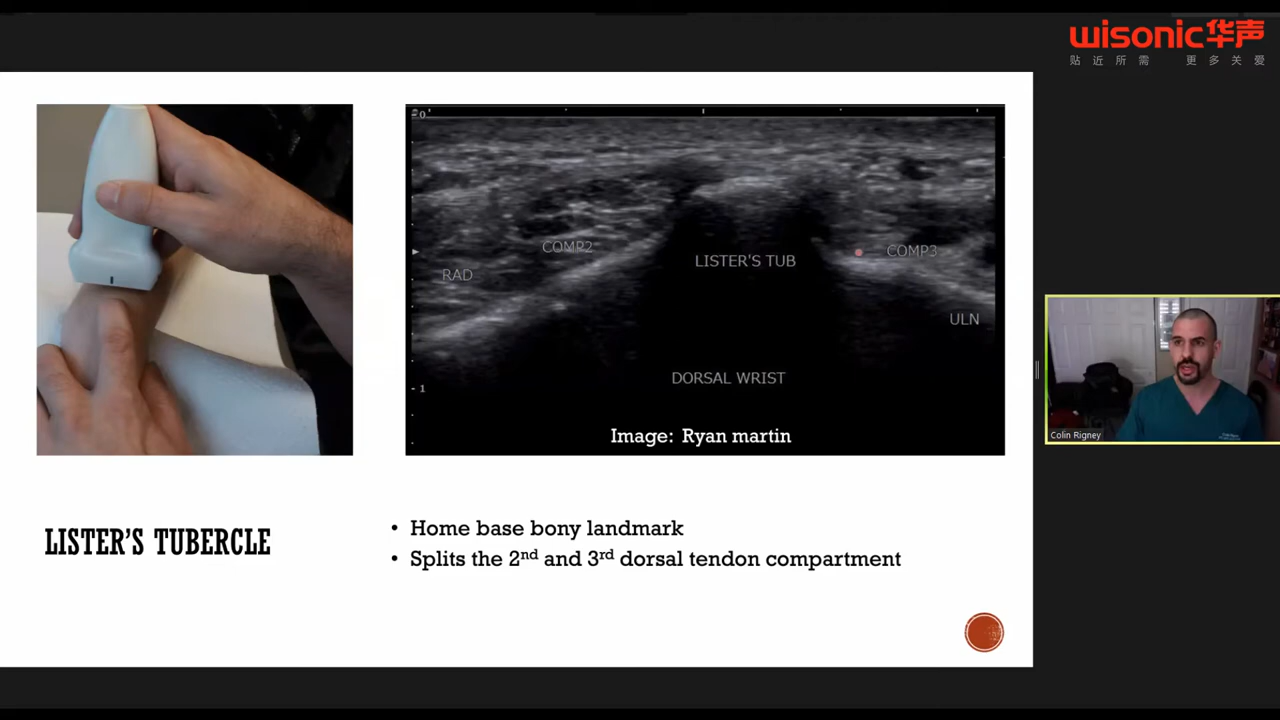 wisonic华声
贴近所需 更多关爱
0
COMP2
COMP3
LISTER'S TUB
RAD
ULN
DORSAL WRIST
1
Image: Ryan martin
Colin Rigney
LISTER'S TUBERCLE
• Home base bony landmark
• Splits the 2nd and 3rd dorsal tendon compartment